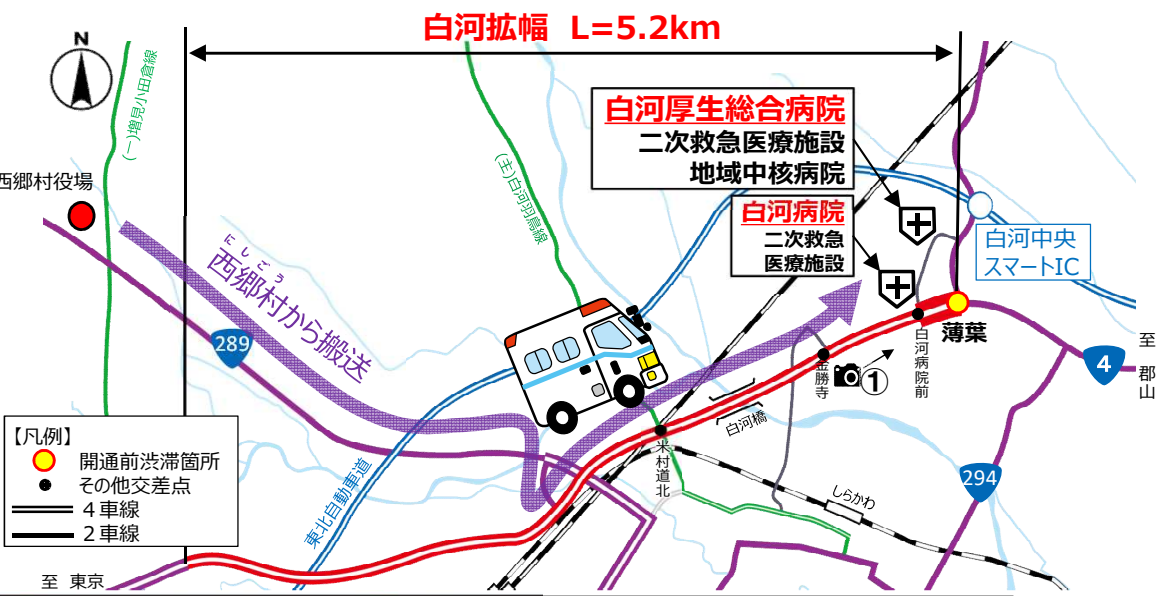 白河拡幅 L=5.2km
N
(一)増見小田倉線
西郷村役場
(主)白河羽鳥線
白河厚生総合病院
二次救急医療施設
地域中核病院
白河病院
二次救急
医療施設
白河中央
スマートIC
にしごう
西郷村から搬送
289
薄葉
白河病院前
至
郡山
4
金勝寺
①
白河橋
米村道北
294
しらかわ
東北自動車道
【凡例】
開通前渋滞箇所
その他交差点
4車線
2車線
至 東京